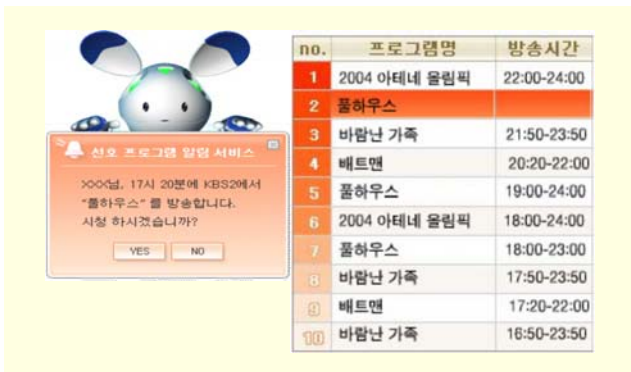 선호 프로그램 알림 서비스
XXX님, 17시 20분에 KBS2에서
"풀하우스" 를 방송합니다.
시청 하시겠습니까?
YES NO
no. 프로그램명 방송시간
1 2004 아테네 올림픽 22:00-24:00
2 풀하우스
3 바람난 가족 21:50-23:50
4 배트맨 20:20-22:00
5 풀하우스 19:00-24:00
6 2004 아테네 올림픽 18:00-24:00
7 풀하우스 18:00-23:00
8 바람난 가족 17:50-23:50
9 배트맨 17:20-22:00
10 바람난 가족 16:50-23:50